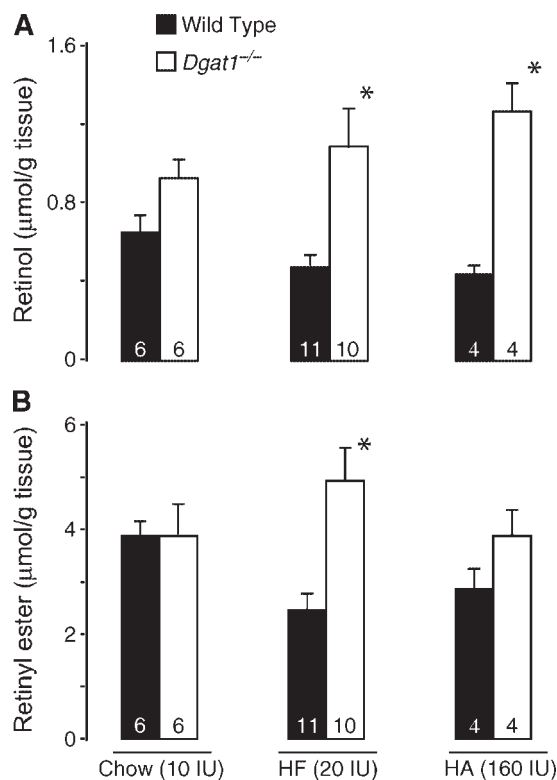 A
Wild Type
Dgat1⁻/⁻
Retinol (μmol/g tissue)
1.6
0.8
0
*
*
6 6 11 10 4 4
B
Retinyl ester (μmol/g tissue)
6
4
2
0
*
6 6 11 10 4 4
Chow (10 IU) HF (20 IU) HA (160 IU)